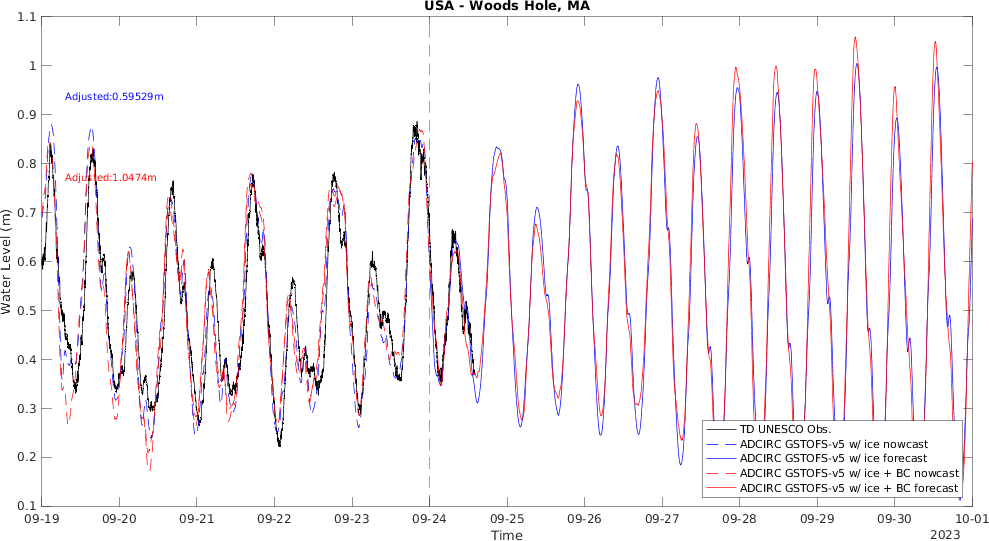 USA - Woods Hole, MA
1.1
1
0.9
0.8
0.7
0.6
0.5
0.4
0.3
0.2
0.1
Water Level (m)
Adjusted:0.59529m
Adjusted:1.0474m
TD UNESCO Obs.
ADCIRC GSTOFS-v5 w/ ice nowcast
ADCIRC GSTOFS-v5 w/ ice forecast
ADCIRC GSTOFS-v5 w/ ice + BC nowcast
ADCIRC GSTOFS-v5 w/ ice + BC forecast
09-19 09-20 09-21 09-22 09-23 09-24 09-25 09-26 09-27 09-28 09-29 09-30 10-01
Time
2023